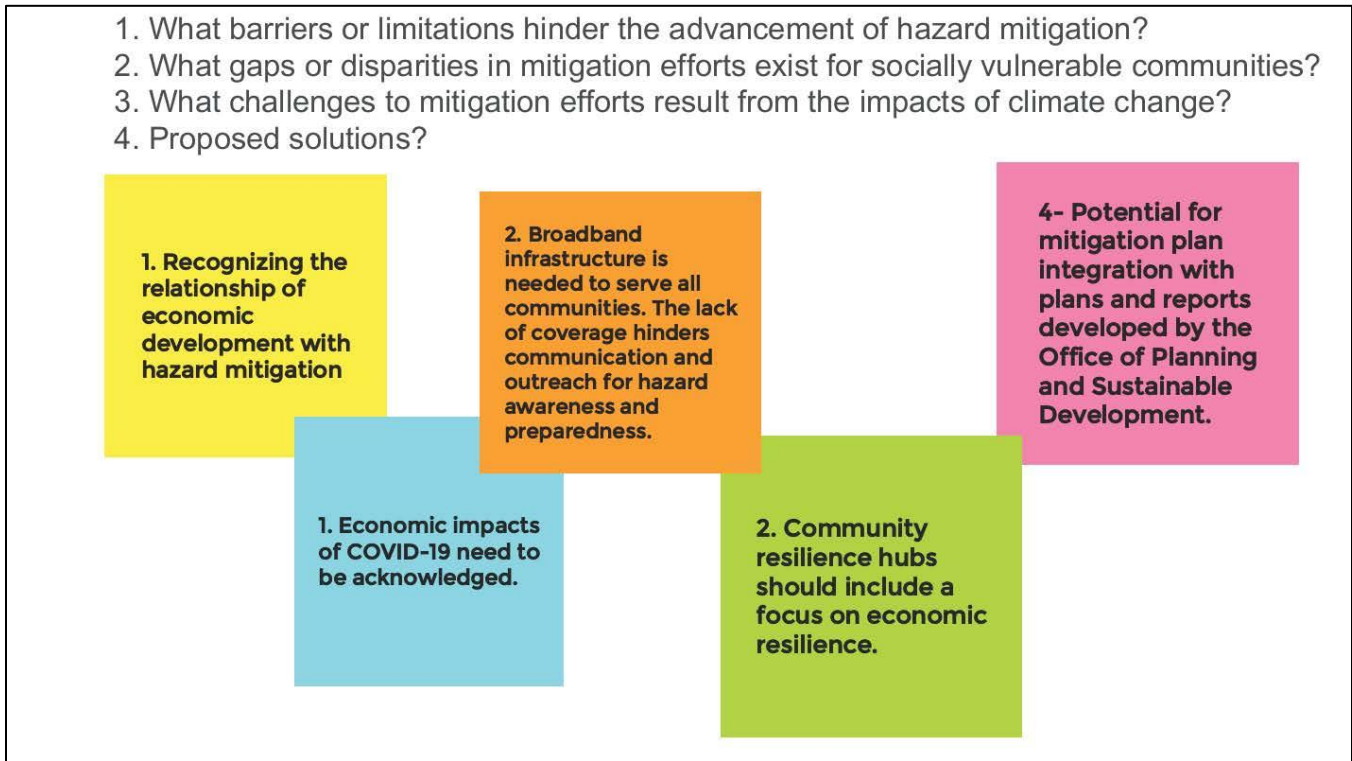 1. What barriers or limitations hinder the advancement of hazard mitigation?
2. What gaps or disparities in mitigation efforts exist for socially vulnerable communities?
3. What challenges to mitigation efforts result from the impacts of climate change?
4. Proposed solutions?
1. Recognizing the
relationship of
economic
development with
hazard mitigation
1. Economic impacts
of COVID-19 need to
be acknowledged.
2. Broadband
infrastructure is
needed to serve all
communities. The lack
of coverage hinders
communication and
outreach for hazard
awareness and
preparedness.
2. Community
resilience hubs
should include a
focus on economic
resilience.
4- Potential for
mitigation plan
integration with
plans and reports
developed by the
Office of Planning
and Sustainable
Development.